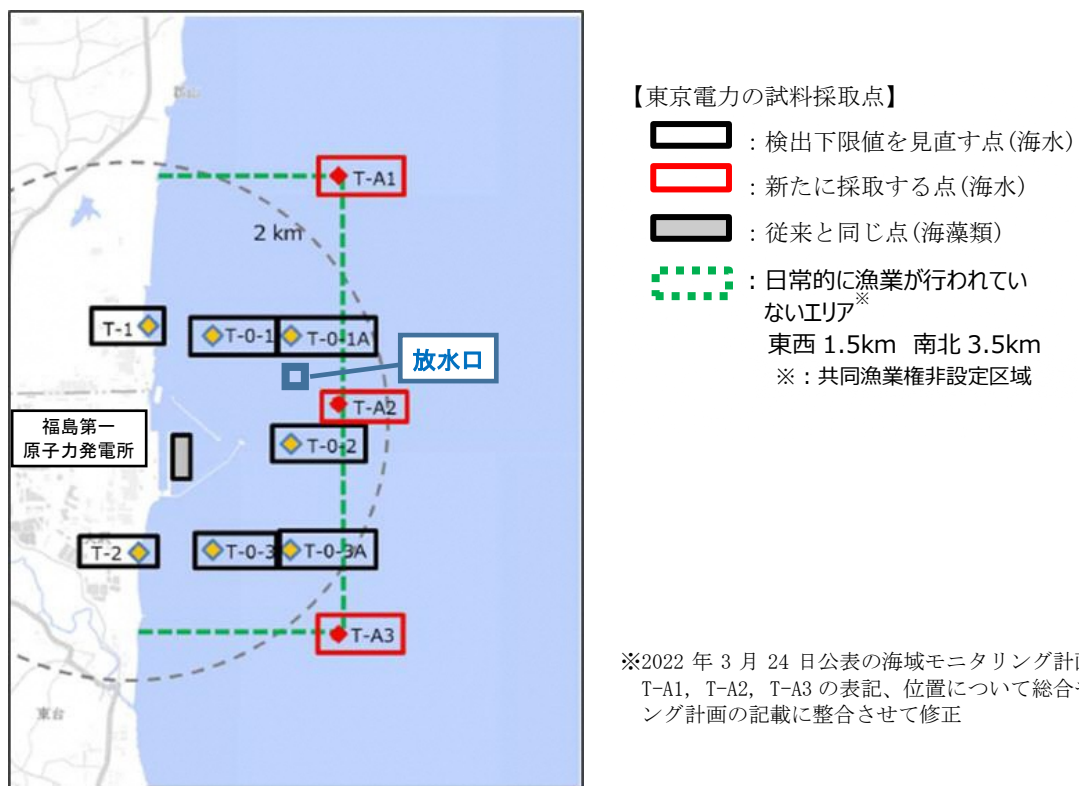 郡山
T-A1
2 km
T-1
T-0-1
T-0-1A
放水口
T-A2
福島第一
原子力発電所
T-0-2
T-2
T-0-3
T-0-3A
T-A3
東台
【東京電力の試料採取点】
：検出下限値を見直す点(海水)
：新たに採取する点(海水)
：従来と同じ点(海藻類)
：日常的に漁業が行われてい
ないエリア※
東西 1.5km 南北 3.5km
※：共同漁業権非設定区域
※2022 年 3 月 24 日公表の海域モニタリング計
T-A1, T-A2, T-A3 の表記、位置について総合
ング計画の記載に整合させて修正